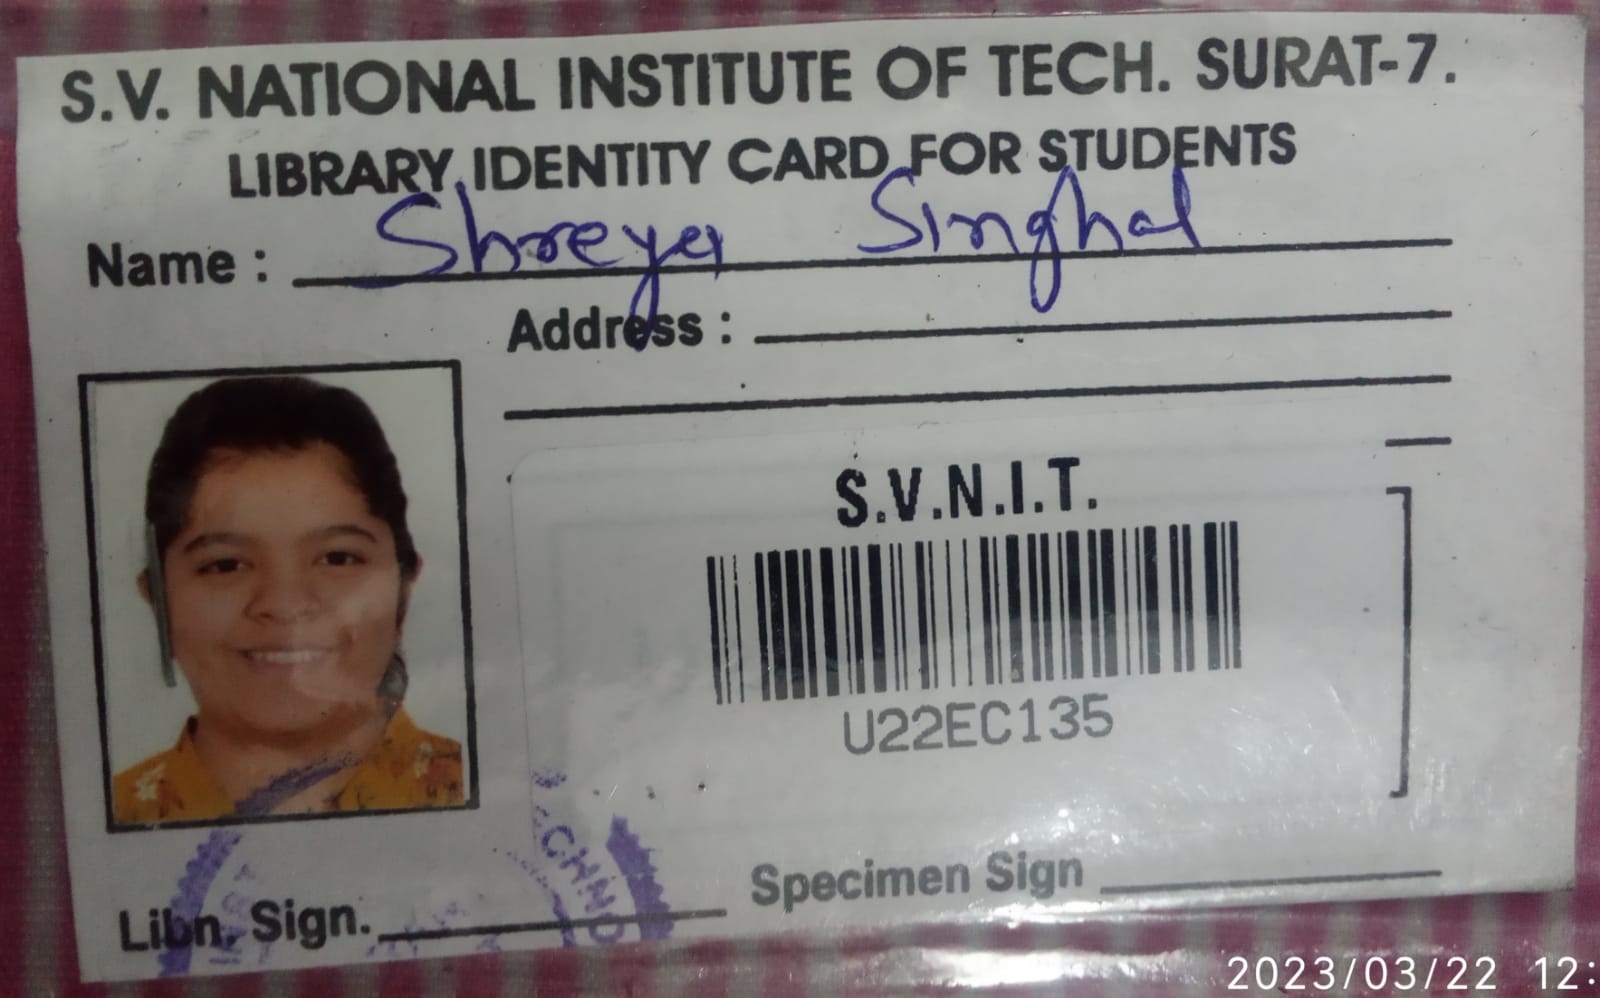 S.V. NATIONAL INSTITUTE OF TECH. SURAT-7.
LIBRARY IDENTITY CARD FOR STUDENTS
Name : Shreya Singhal
Address :
S.V.N.I.T.
U22EC135
CHNO
Libn. Sign.
Specimen Sign
2023/03/22 12: